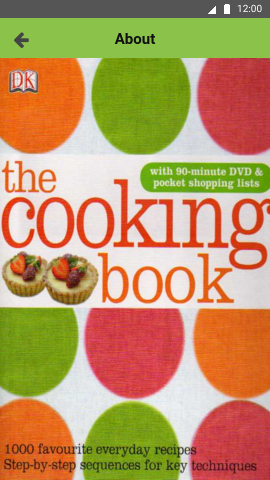 12:00
About
DK
with 90-minute DVD &
pocket shopping lists
the
cooking
book
1000 favourite everyday recipes
Step-by-step sequences for key techniques